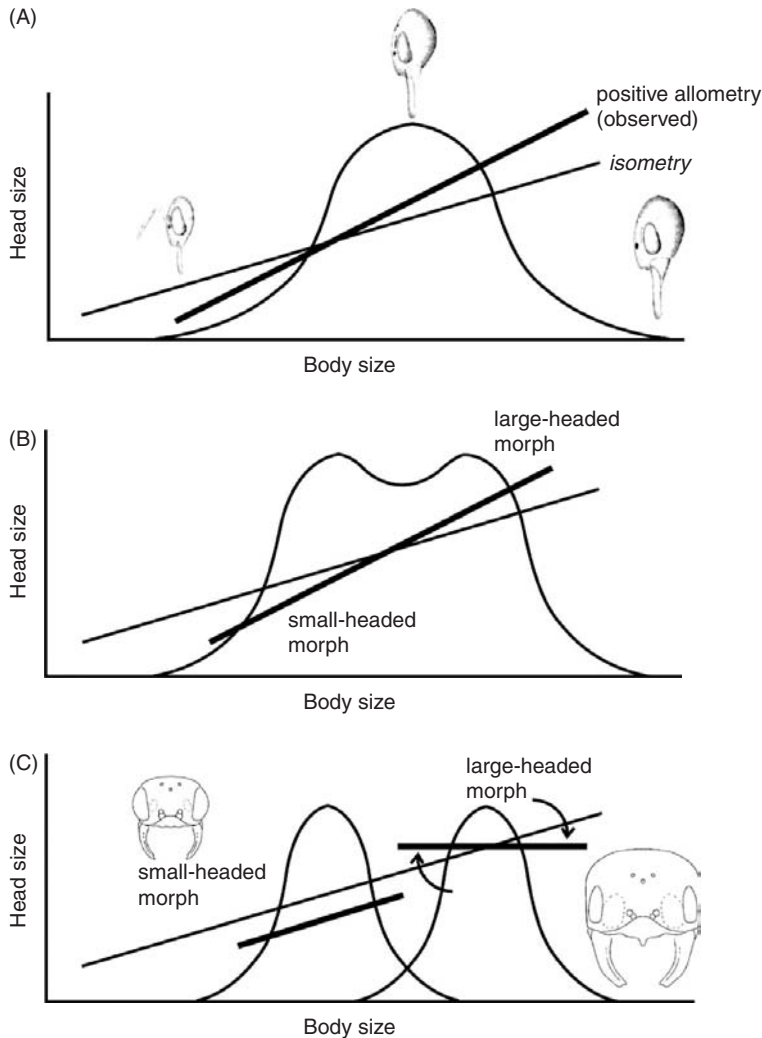 (A)
positive allometry
(observed)
isometry
Head size
Body size
(B)
large-headed
morph
small-headed
morph
Head size
Body size
(C)
large-headed
morph
small-headed
morph
Head size
Body size